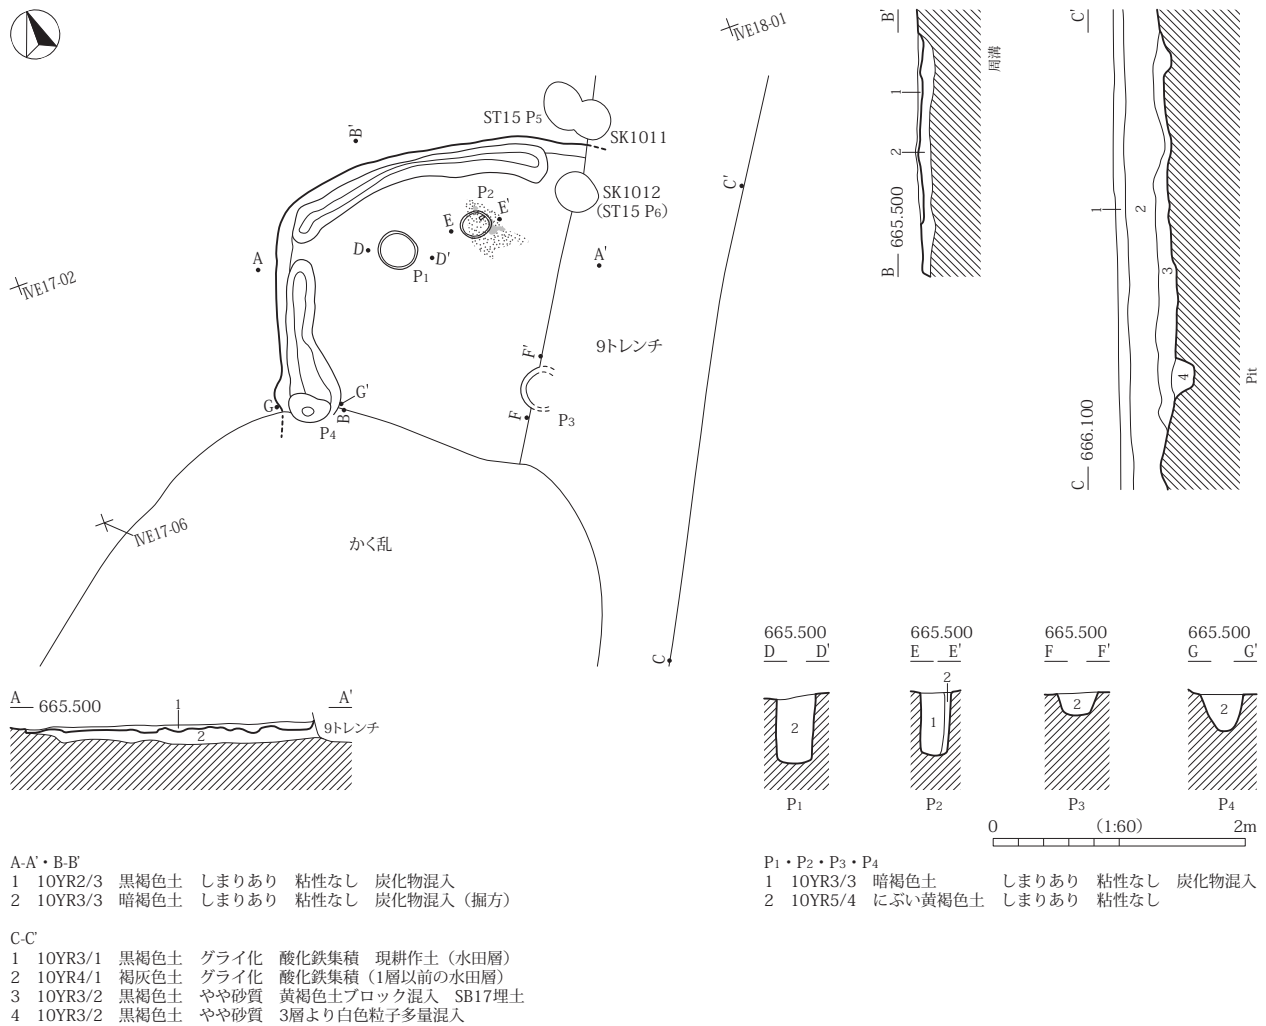 ⅣE18-01
ST15 P5
SK1011
SK1012
（ST15 P6）
P2
E
E'
D
D'
P1
A
A'
B'
C'
ⅣE17-02
9トレンチ
F'
F
P3
G
G'
B
P4
ⅣE17-06
かく乱
C
B'
周溝
1
2
B
665.500
C'
1
2
3
4
Pit
C
666.100
A
665.500
A'
1
2
9トレンチ
665.500
D
D'
2
P1
665.500
E
E'
2
1
P2
665.500
F
F'
2
P3
665.500
G
G'
2
P4
0
（1:60）
2m
A-A'・B-B'
1 10YR2/3 黒褐色土 しまりあり 粘性なし 炭化物混入
2 10YR3/3 暗褐色土 しまりあり 粘性なし 炭化物混入（掘方）
C-C'
1 10YR3/1 黒褐色土 グライ化 酸化鉄集積 現耕作土（水田層）
2 10YR4/1 褐灰色土 グライ化 酸化鉄集積（1層以前の水田層）
3 10YR3/2 黒褐色土 やや砂質 黄褐色土ブロック混入 SB17埋土
4 10YR3/2 黒褐色土 やや砂質 3層より白色粒子多量混入
P1・P2・P3・P4
1 10YR3/3 暗褐色土 しまりあり 粘性なし 炭化物混入
2 10YR5/4 にぶい黄褐色土 しまりあり 粘性なし